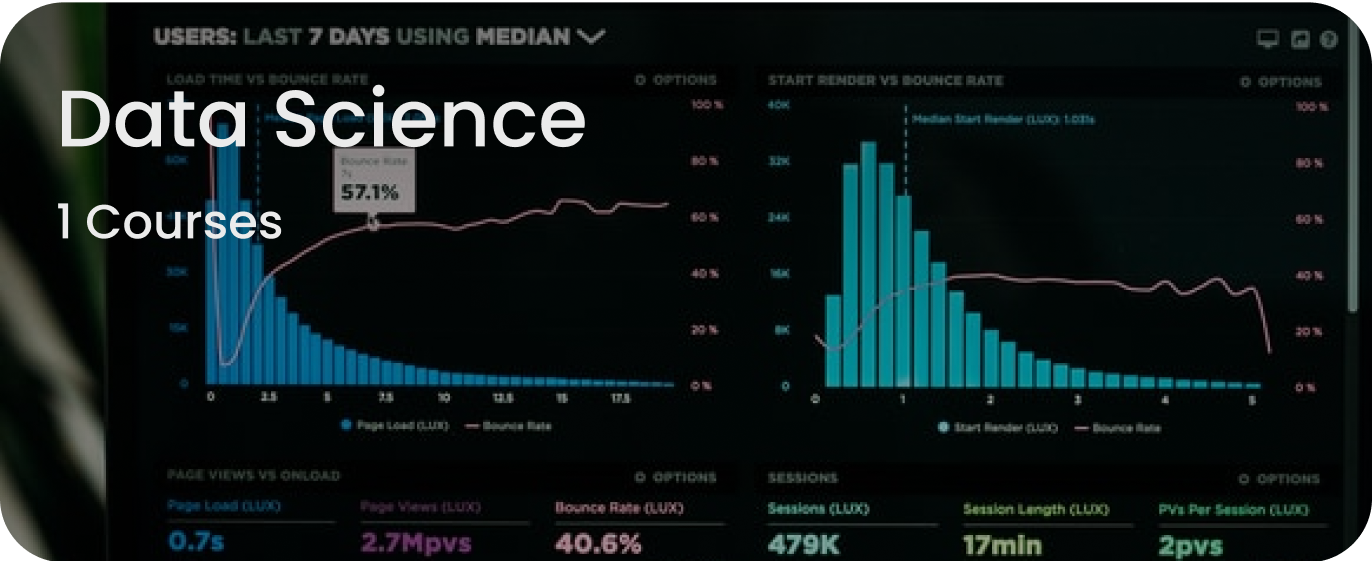 USERS: LAST 7 DAYS USING MEDIAN
LOAD TIME VS BOUNCE RATE
OPTIONS
Data Science
1 Courses
100 %
80 %
60 %
40 %
20 %
0 %
60K
30K
15K
0
Bounce Rate
7s
57.1%
0 2.5 5 7.5 10 12.5 15 17.5
Page Load (LUX) Bounce Rate
START RENDER VS BOUNCE RATE
OPTIONS
40K
32K
24K
16K
8K
0
Median Start Render (LUX): 1.031s
100 %
80 %
60 %
40 %
20 %
0 %
0 1 2 3 4 5
Start Render (LUX) Bounce Rate
PAGE VIEWS VS ONLOAD
OPTIONS
Page Load (LUX) Page Views (LUX) Bounce Rate (LUX)
0.7s 2.7Mpvs 40.6%
SESSIONS
OPTIONS
Sessions (LUX) Session Length (LUX) PVs Per Session (LUX)
479K 17min 2pvs